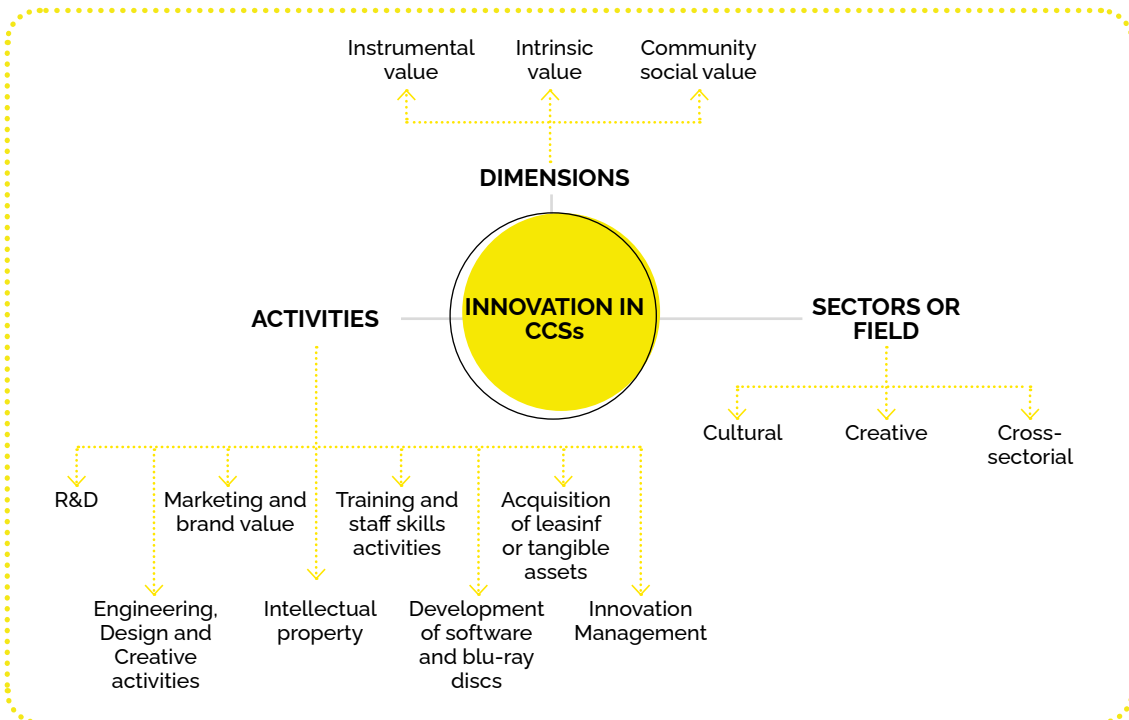 Instrumental
value
Intrinsic
value
Community
social value
DIMENSIONS
INNOVATION IN
CCSs
ACTIVITIES
SECTORS OR
FIELD
Cultural
Creative
Cross-
sectorial
R&D
Marketing and
brand value
Training and
staff skills
activities
Acquisition
of leasinf
or tangible
assets
Engineering,
Design and
Creative
activities
Intellectual
property
Development
of software
and blu-ray
discs
Innovation
Management